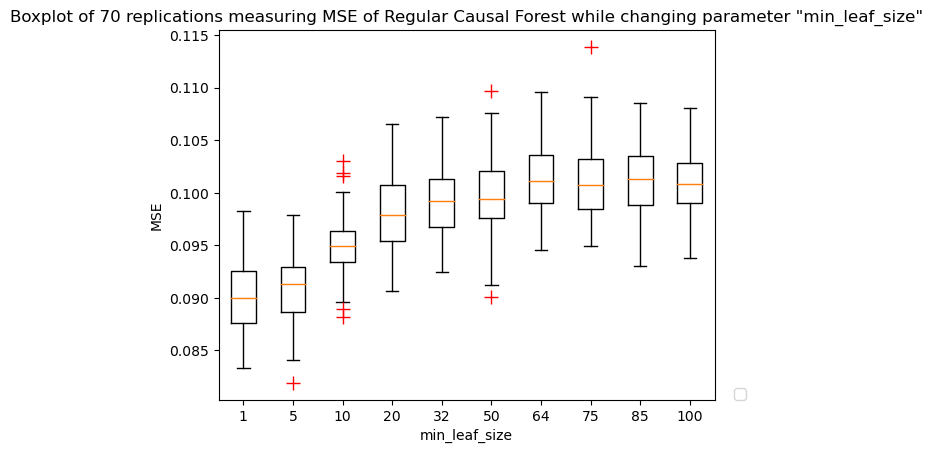 Boxplot of 70 replications measuring MSE of Regular Causal Forest while changing parameter "min_leaf_size"
0.115
0.110
0.105
0.100
0.095
0.090
0.085
MSE
1 5 10 20 32 50 64 75 85 100
min_leaf_size